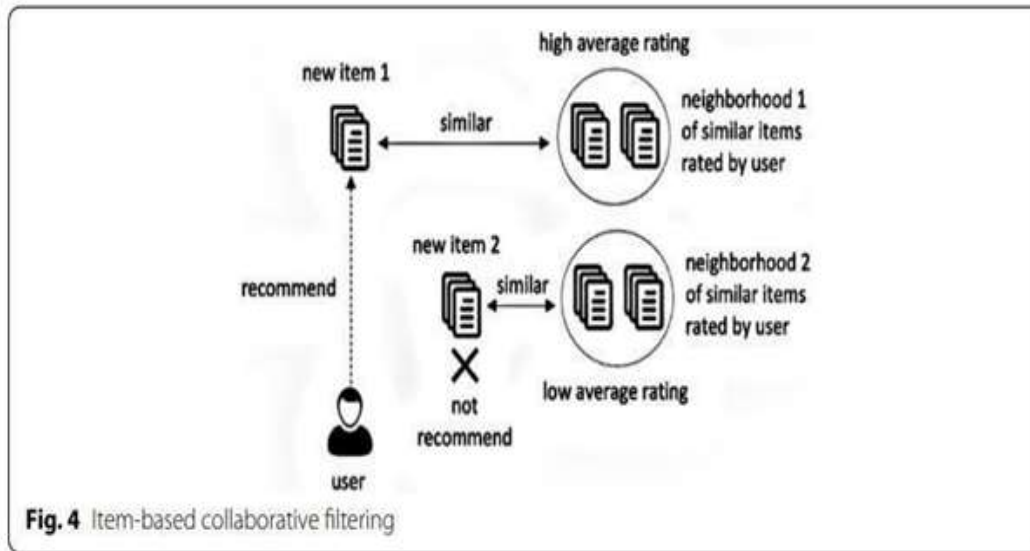 high average rating
new item 1
similar
neighborhood 1
of similar items
rated by user
new item 2
similar
neighborhood 2
of similar items
rated by user
recommend
not
recommend
low average rating
user
Fig. 4 Item-based collaborative filtering